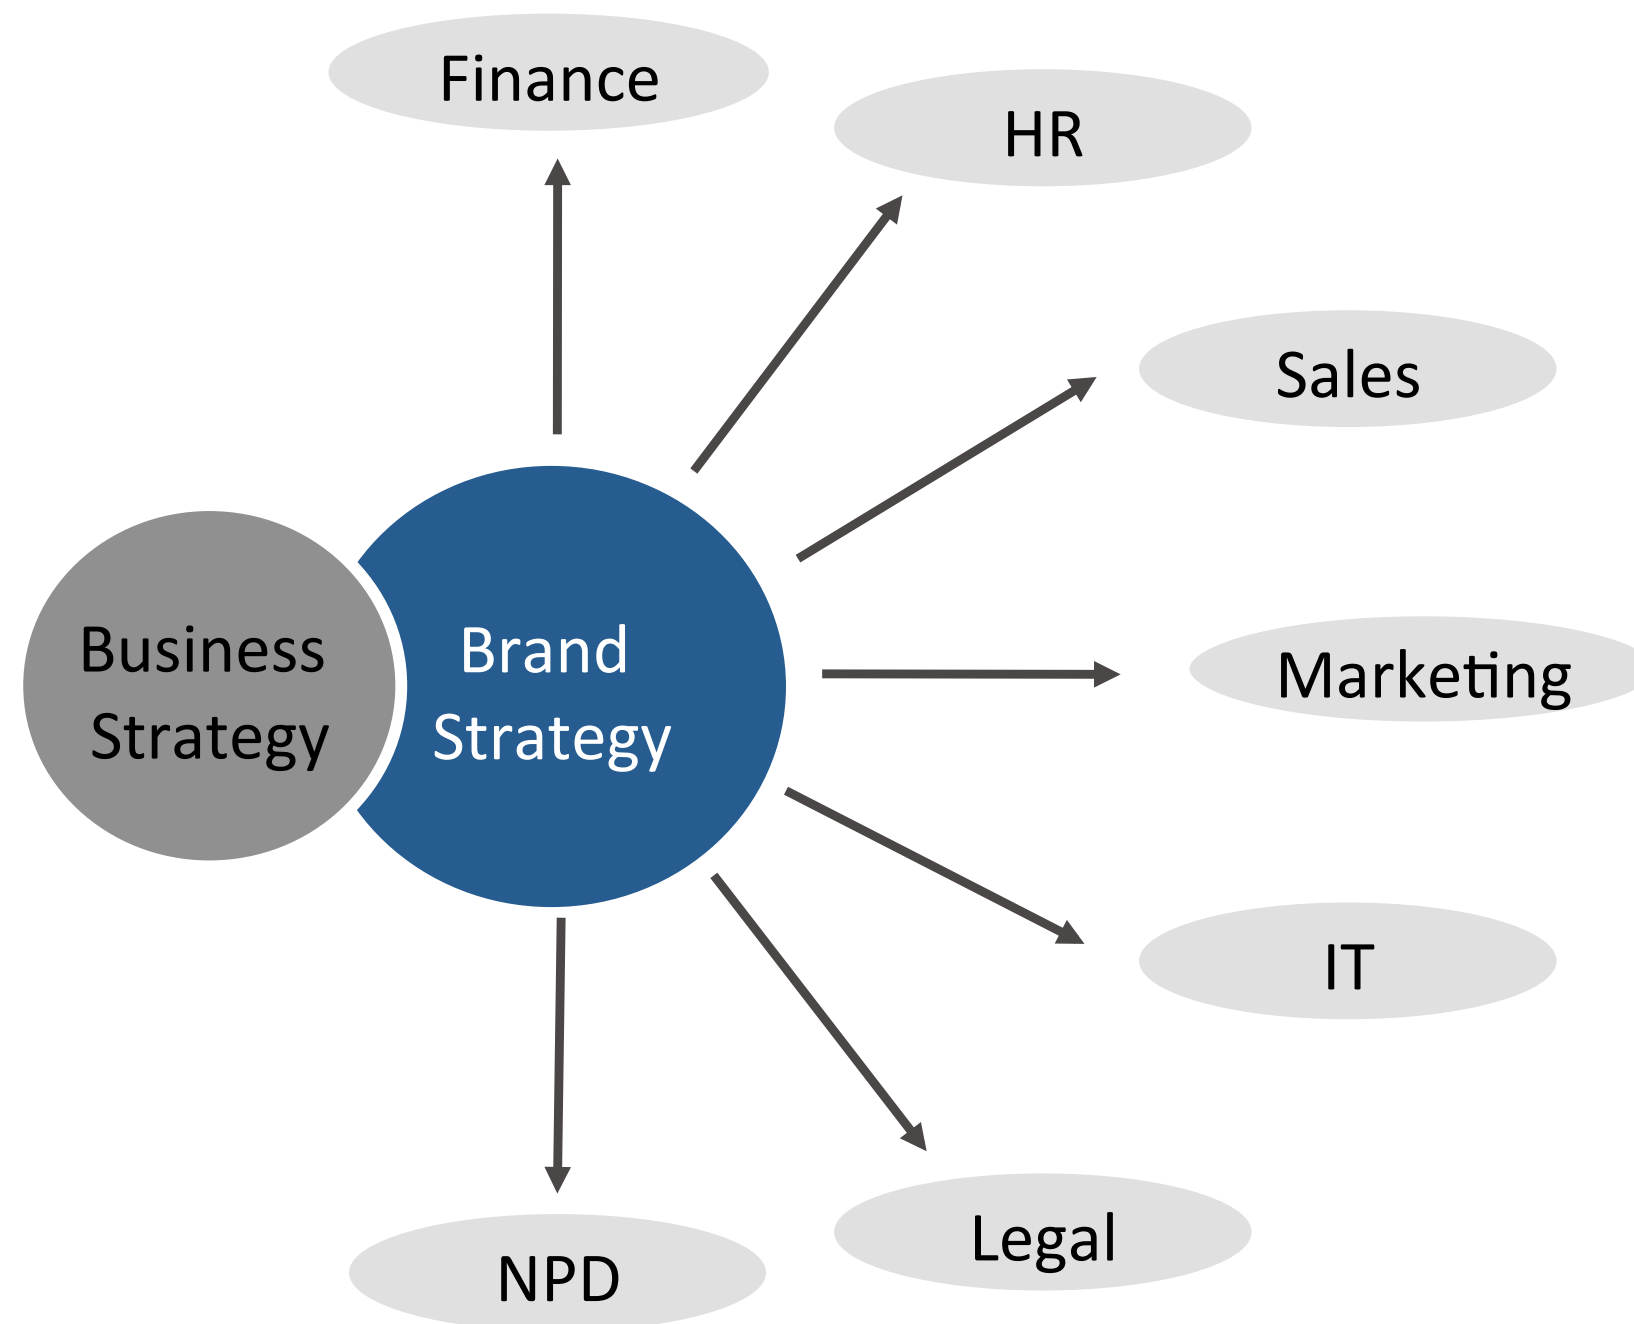 Finance
HR
Sales
Business
Strategy
Brand
Strategy
Marketing
IT
Legal
NPD